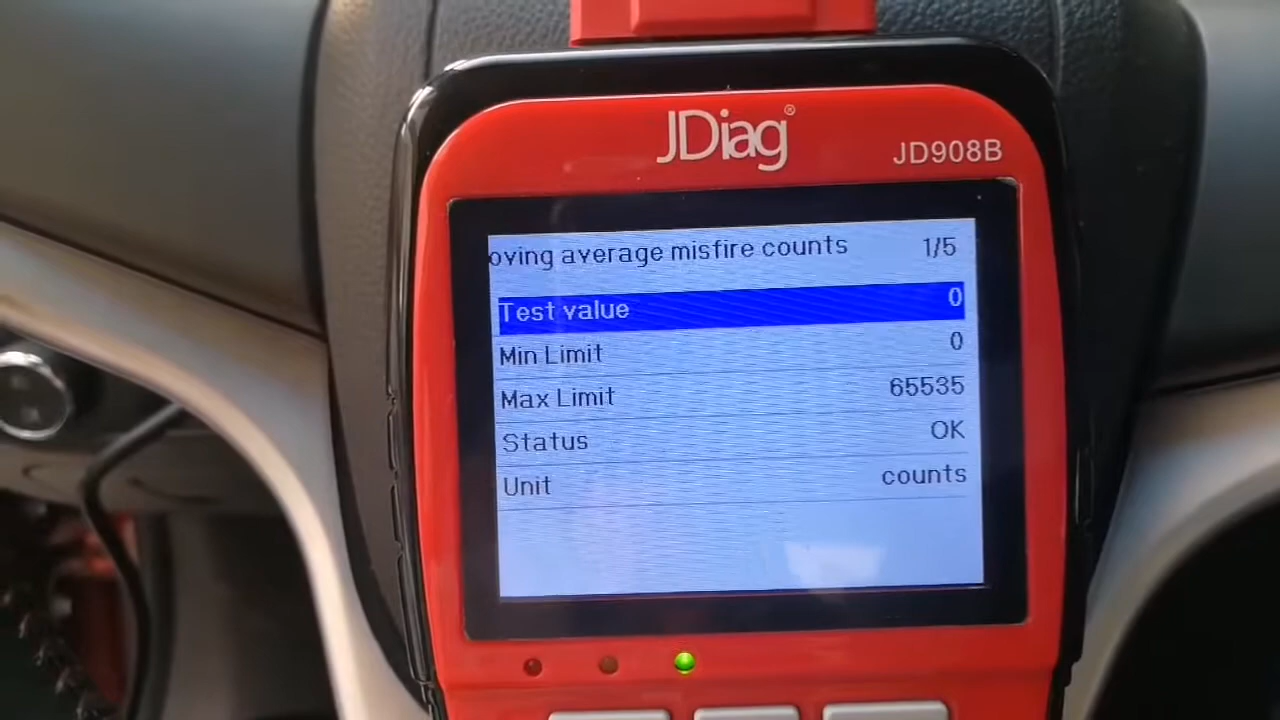 JDiag®
JD908B
oving average misfire counts 1/5
Test value 0
Min Limit 0
Max Limit 65535
Status OK
Unit counts